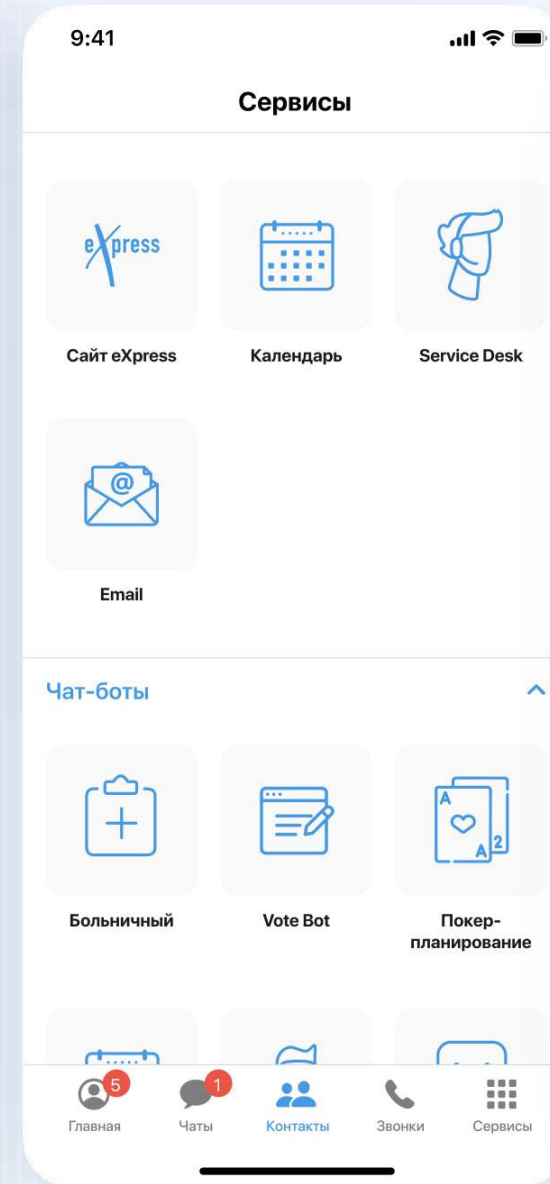 9:41
Сервисы
eXpress
Сайт eXpress
Календарь
Service Desk
@
Email
Чат-боты
Больничный
Vote Bot
A
A 2
Покер-
планирование
5
1
Главная
Чаты
Контакты
Звонки
Сервисы